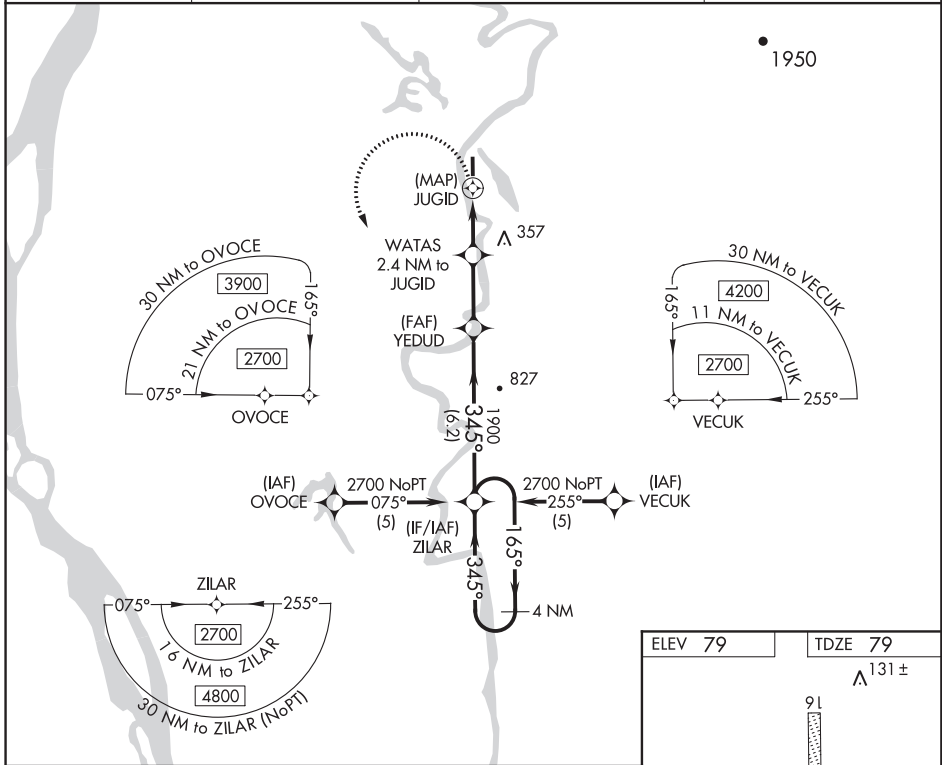 1950
(MAP)
JUGID
WATAS
2.4 NM to
JUGID
357
(FAF)
YEDUD
30 NM to OVOCE
3900
165°
21 NM to OVOCE
2700
075°
OVOCE
30 NM to VECUK
4200
165°
11 NM to VECUK
2700
255°
VECUK
827
1900
345°
(6.2)
(IAF)
OVOCE
2700 NoPT
075°
(5)
(IF/IAF)
ZILAR
2700 NoPT
255°
(5)
(IAF)
VECUK
345°
165°
4 NM
ZILAR
075°
255°
2700
16 NM to ZILAR
4800
30 NM to ZILAR (NoPT)
ELEV 79
TDZE 79
131 ±
16